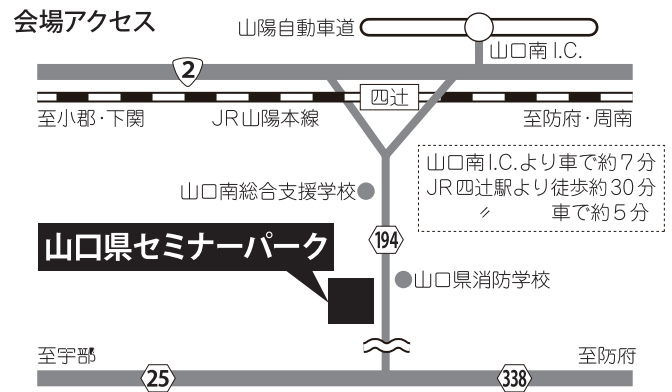 会場アクセス
山陽自動車道
山口南I.C.
2
四辻
至小郡・下関
JR山陽本線
至防府・周南
山口南I.C.より車で約7分
JR四辻駅より徒歩約30分
〃 車で約5分
山口南総合支援学校
194
山口県セミナーパーク
山口県消防学校
至宇部
至防府
25
338